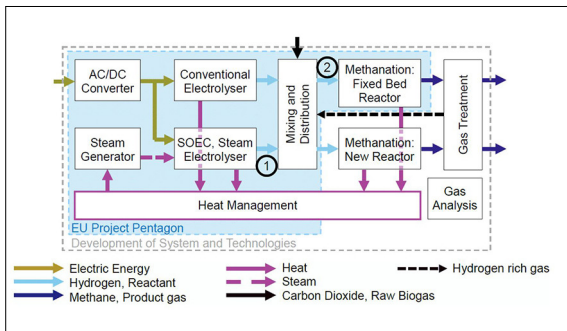 AC/DC
Converter
Conventional
Electrolyser
Mixing and
Distribution
2
Methanation:
Fixed Bed
Reactor
Gas Treatment
Steam
Generator
SOEC, Steam
Electrolyser
1
Methanation:
New Reactor
Heat Management
Gas
Analysis
EU Project Pentagon
Development of System and Technologies
Electric Energy
Hydrogen, Reactant
Methane, Product gas
Heat
Steam
Carbon Dioxide, Raw Biogas
Hydrogen rich gas